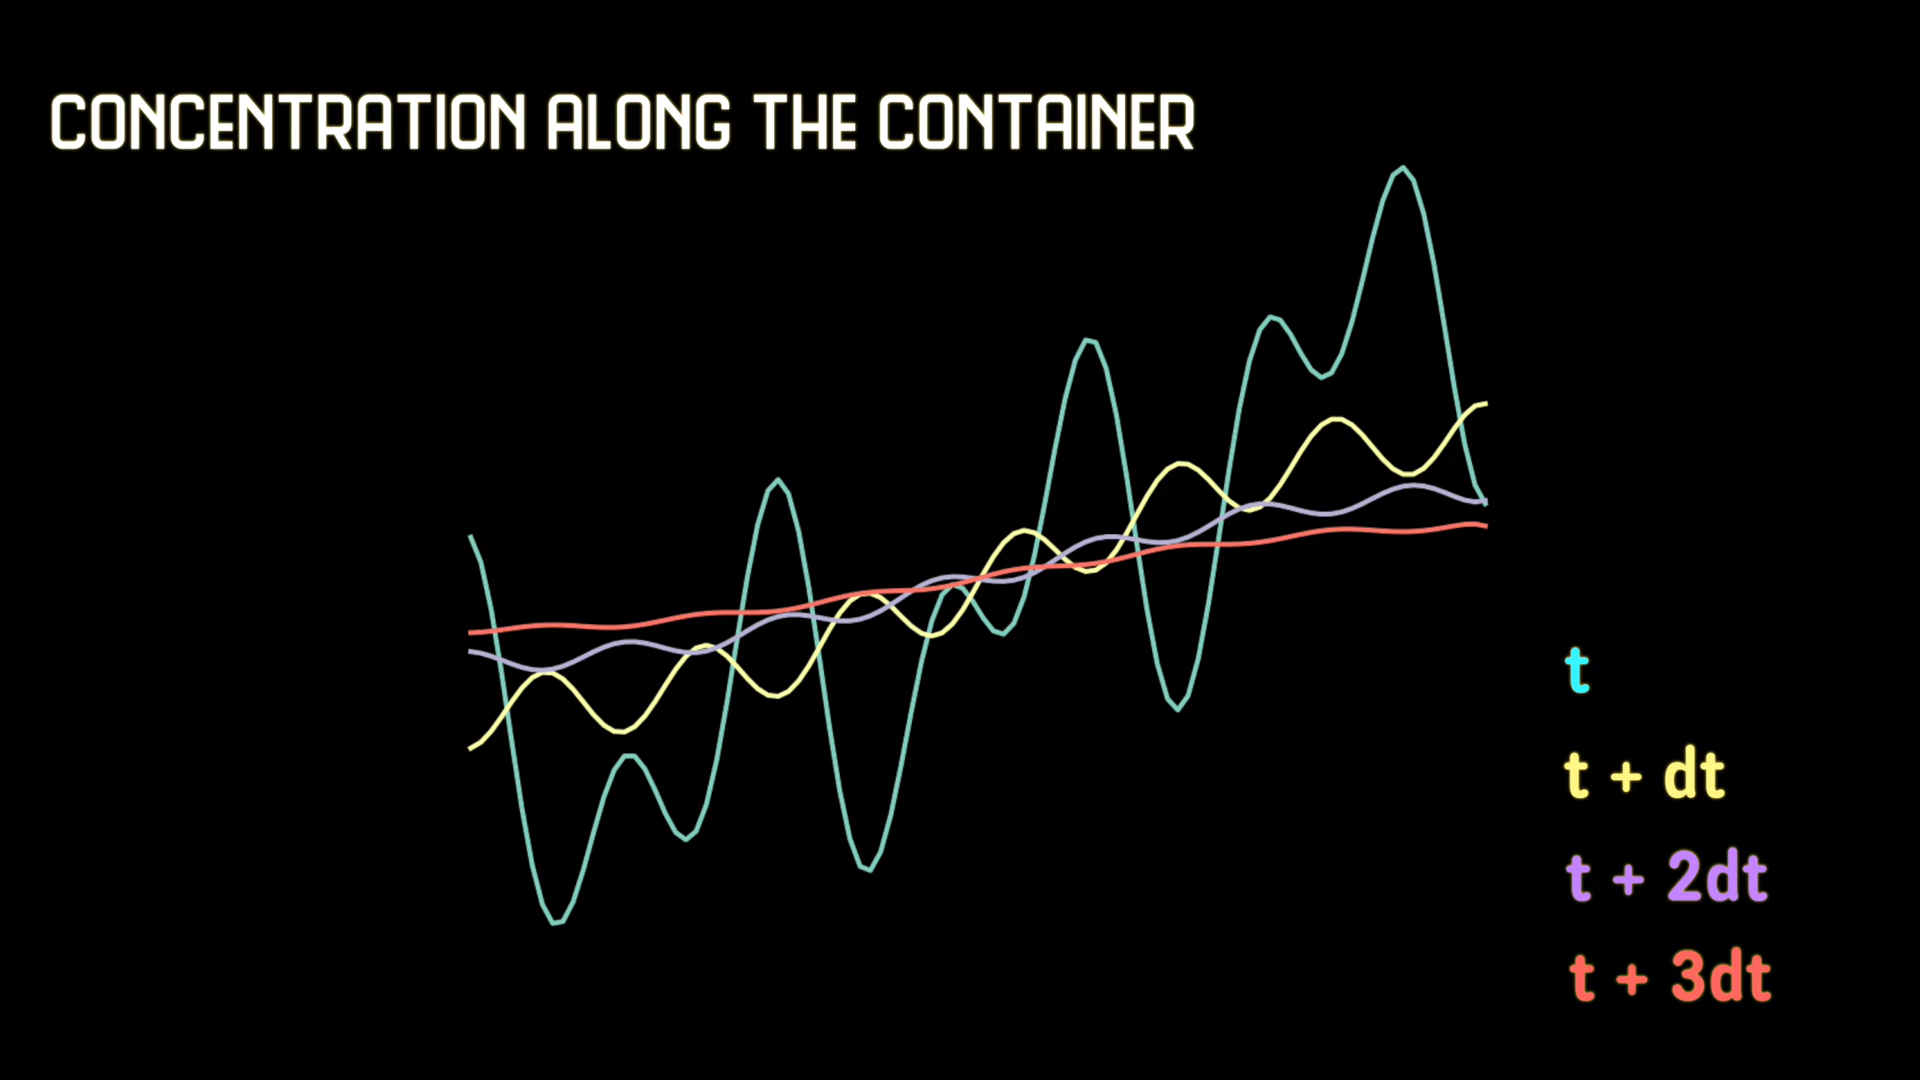 CONCENTRATION ALONG THE CONTAINER
t
t + dt
t + 2dt
t + 3dt